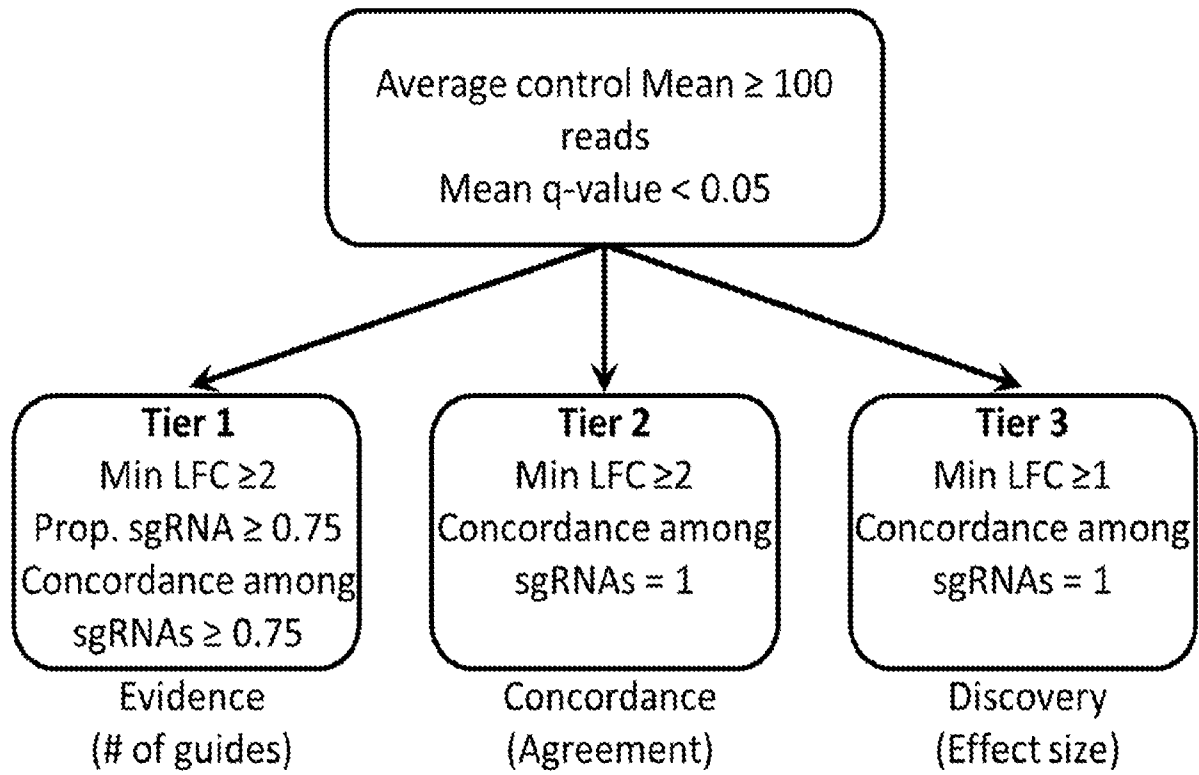 Average control Mean ≥ 100
reads
Mean q-value < 0.05
Tier 1
Min LFC ≥2
Prop. sgRNA ≥ 0.75
Concordance among
sgRNAs ≥ 0.75
Evidence
(# of guides)
Tier 2
Min LFC ≥2
Concordance among
sgRNAs = 1
Concordance
(Agreement)
Tier 3
Min LFC ≥1
Concordance among
sgRNAs = 1
Discovery
(Effect size)